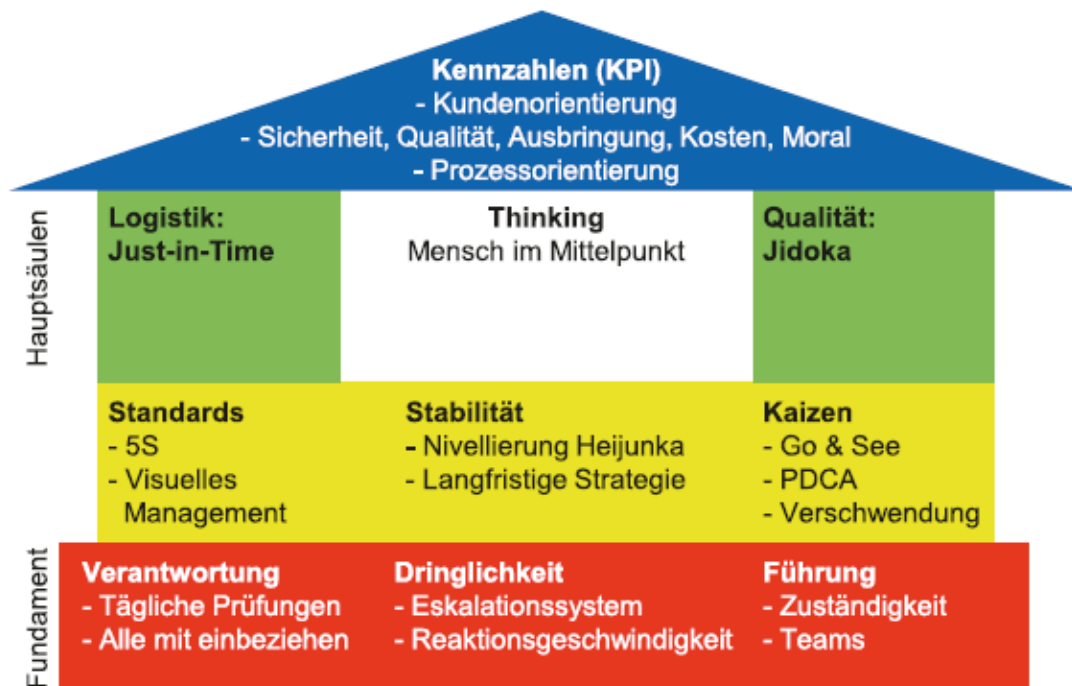 Kennzahlen (KPI)
- Kundenorientierung
- Sicherheit, Qualität, Ausbringung, Kosten, Moral
- Prozessorientierung
Hauptsäulen
Logistik:
Just-in-Time
Thinking
Mensch im Mittelpunkt
Qualität:
Jidoka
Standards
- 5S
- Visuelles
Management
Stabilität
- Nivellierung Heijunka
- Langfristige Strategie
Kaizen
- Go & See
- PDCA
- Verschwendung
Fundament
Verantwortung
- Tägliche Prüfungen
- Alle mit einbeziehen
Dringlichkeit
- Eskalationssystem
- Reaktionsgeschwindigkeit
Führung
- Zuständigkeit
- Teams